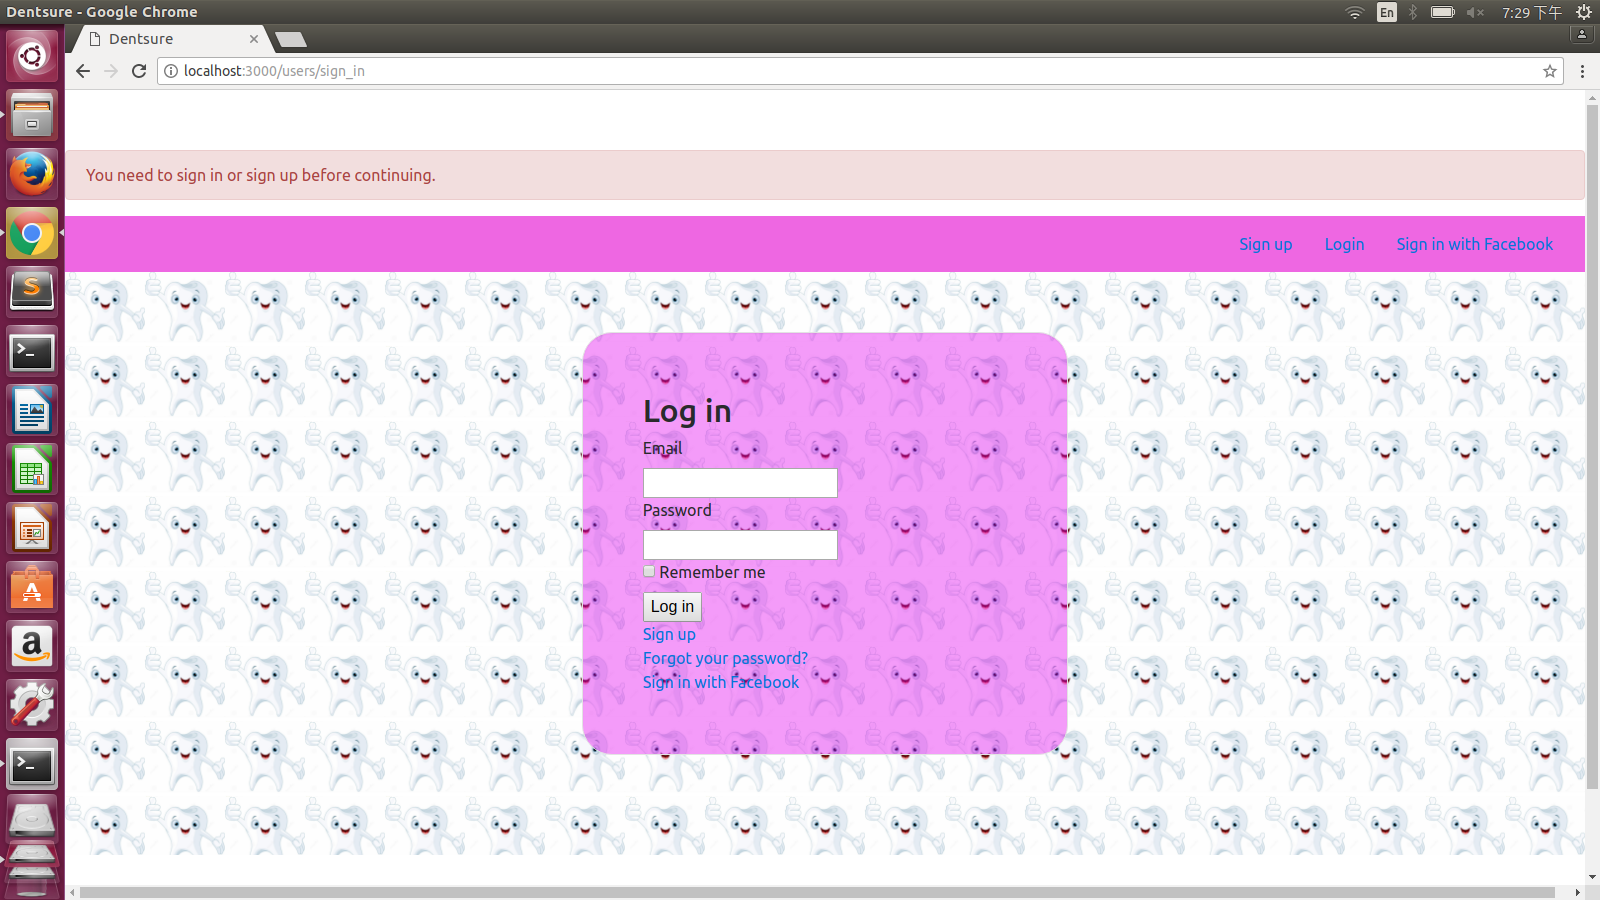 Dentsure - Google Chrome
En
7:29 下午
Dentsure
localhost:3000/users/sign_in
You need to sign in or sign up before continuing.
Sign up Login Sign in with Facebook
Log in
Email
Password
Remember me
Log in
Sign up
Forgot your password?
Sign in with Facebook